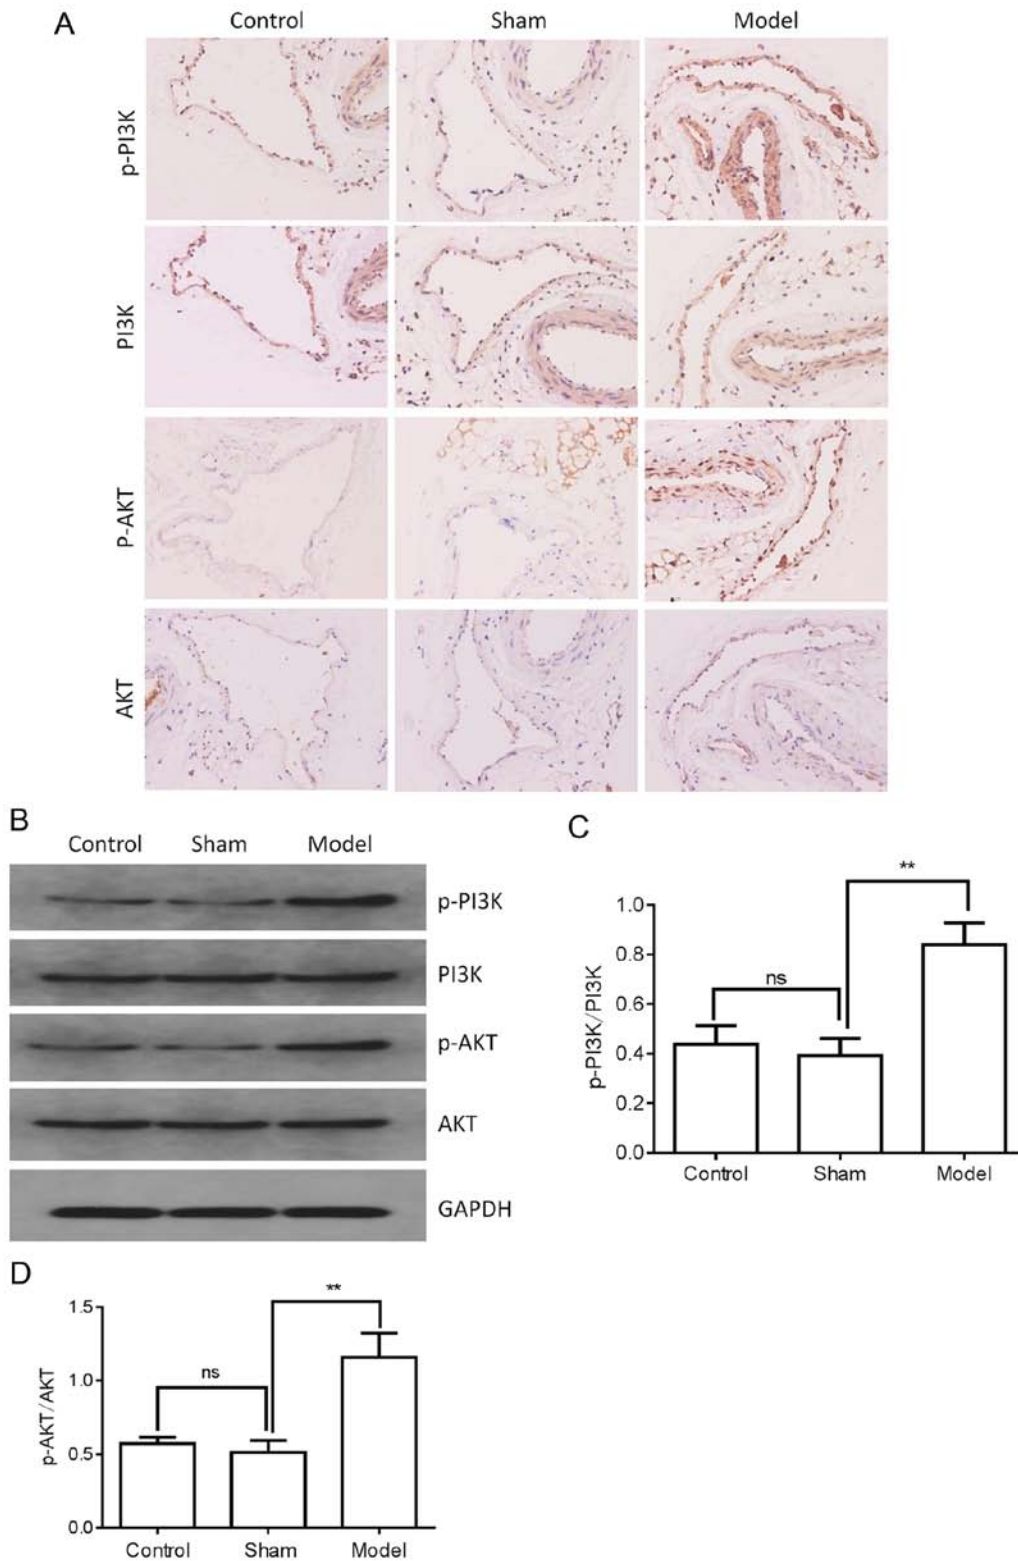 A
Control Sham Model
p-PI3K
PI3K
P-AKT
AKT
B
Control Sham Model
p-PI3K
PI3K
p-AKT
AKT
GAPDH
C
**
ns
p-PI3K/PI3K
1.0
0.8
0.6
0.4
0.2
0.0
Control Sham Model
D
**
ns
p-AKT/AKT
1.5
1.0
0.5
0.0
Control Sham Model